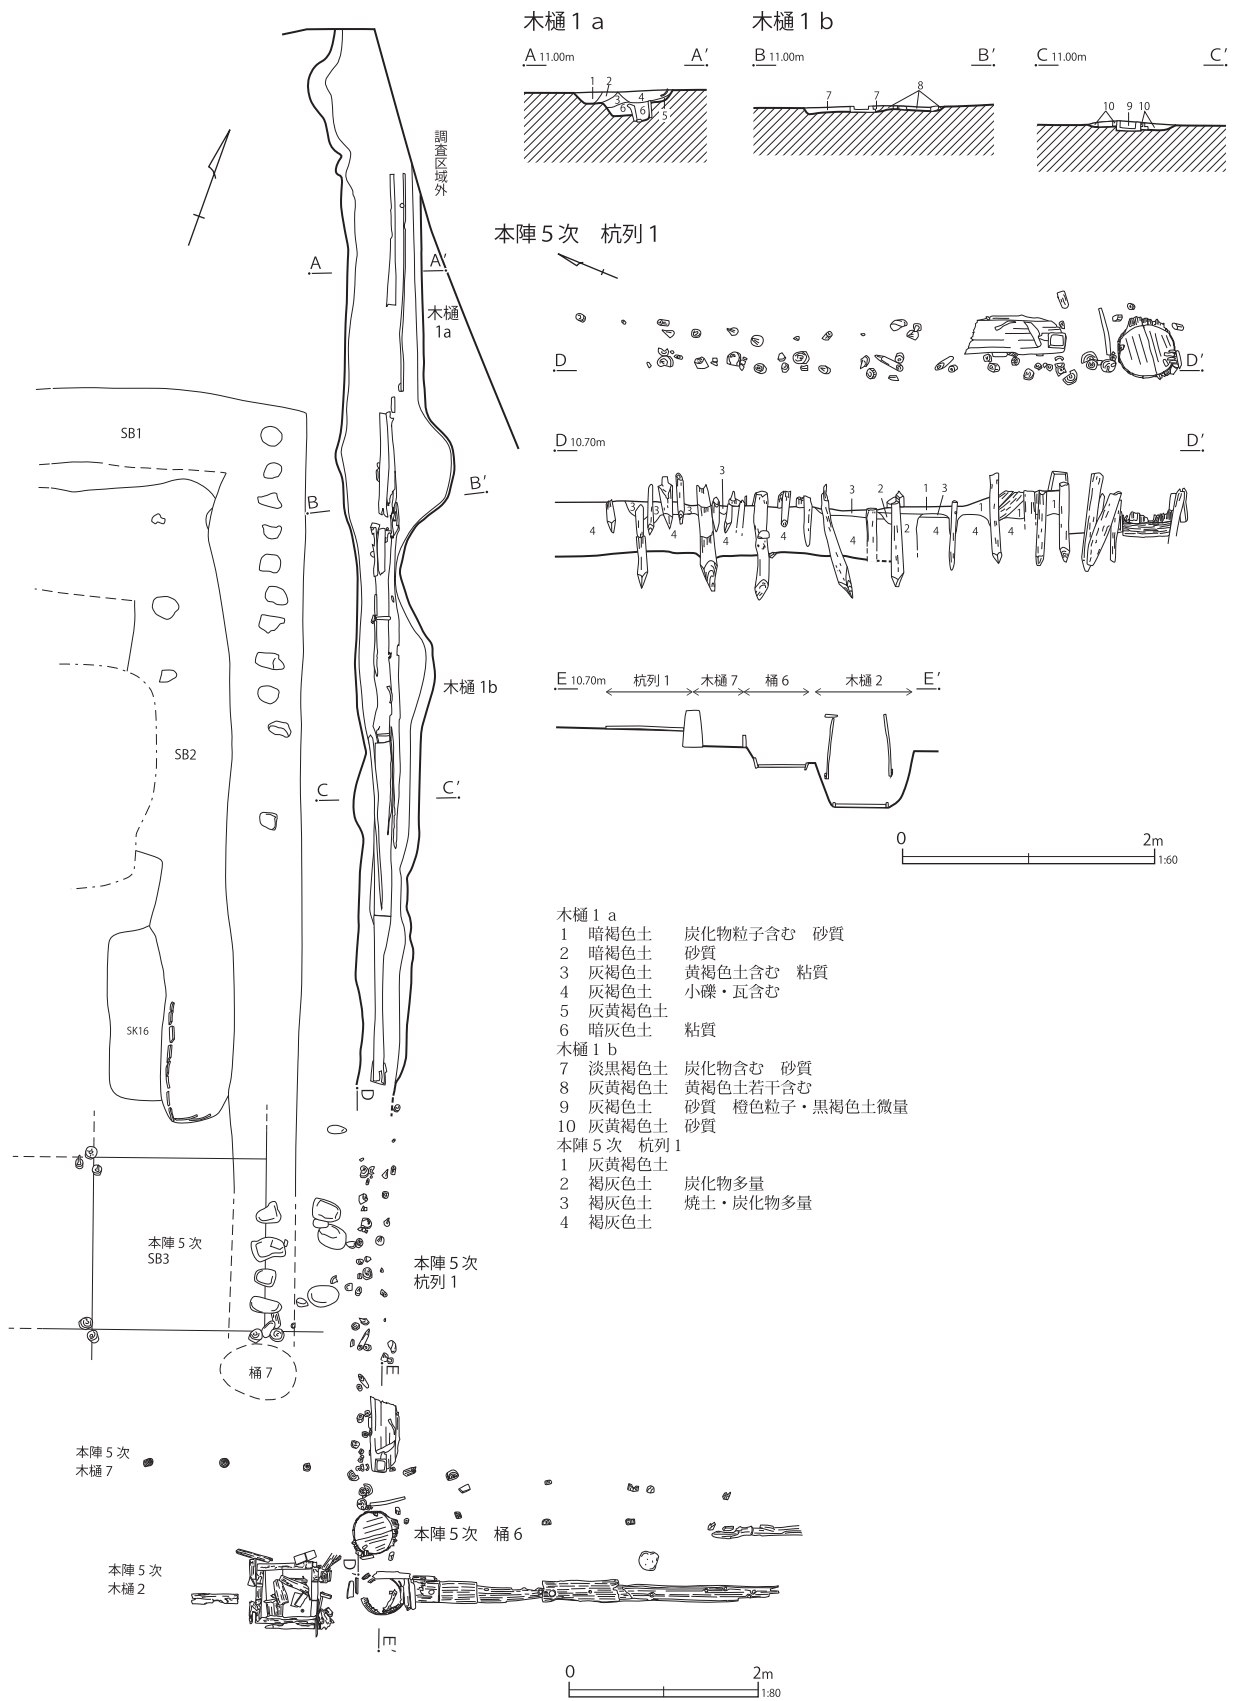 木樋1a
A 11.00m
A′
1
2
3
4
6
6
5
木樋1b
B 11.00m
B′
7
7
8
C 11.00m
C′
10
9
10
調査区域外
A
A′
木樋
1a
本陣5次 杭列1
D
D′
D 10.70m
D′
3
3
3
3
4
4
4
4
3
2
4
2
1
3
4
4
4
1
SB1
B
B′
SB2
木樋1b
C
C′
E 10.70m
杭列1
木樋7
桶6
木樋2
E′
0
2m
1:60
木樋1a
1 暗褐色土 炭化物粒子含む 砂質
2 暗褐色土 砂質
3 灰褐色土 黄褐色土含む 粘質
4 灰褐色土 小礫・瓦含む
5 灰黄褐色土
6 暗灰色土 粘質
木樋1b
7 淡黒褐色土 炭化物含む 砂質
8 灰黄褐色土 黄褐色土若干含む
9 灰褐色土 砂質 橙色粒子・黒褐色土微量
10 灰黄褐色土 砂質
本陣5次 杭列1
1 灰黄褐色土
2 褐灰色土 炭化物多量
3 褐灰色土 焼土・炭化物多量
4 褐灰色土
SK16
D
本陣5次
SB3
本陣5次
杭列1
桶7
E
本陣5次
木樋7
本陣5次 桶6
本陣5次
木樋2
D′
E′
0
2m
1:80